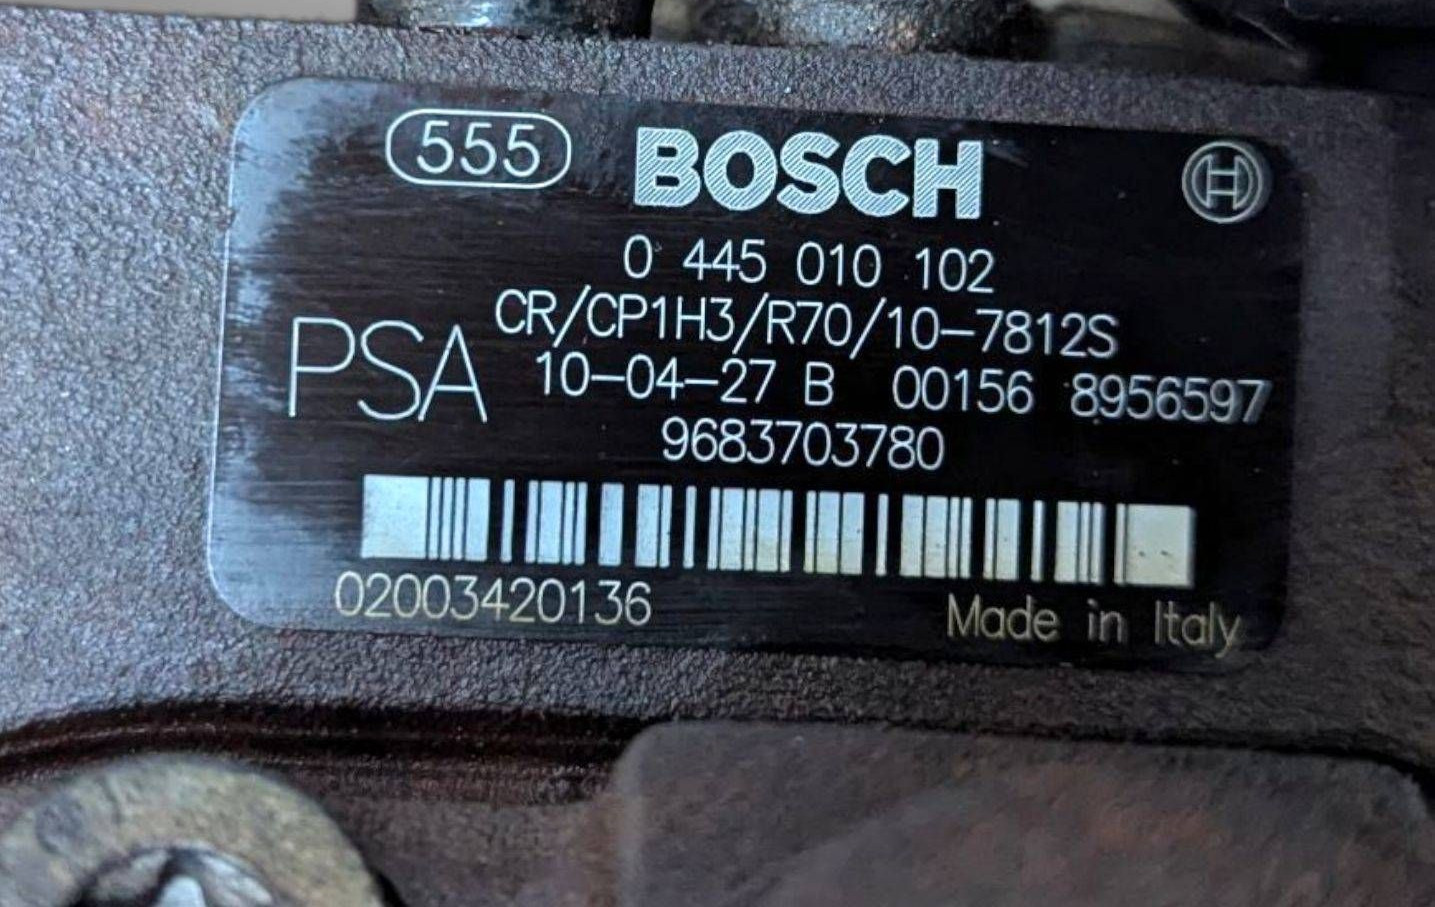 555 BOSCH
0 445 010 102
CR/CP1H3/R70/10-7812S
PSA
10-04-27 B 00156 8956597
9683703780
02003420136
Made in Italy